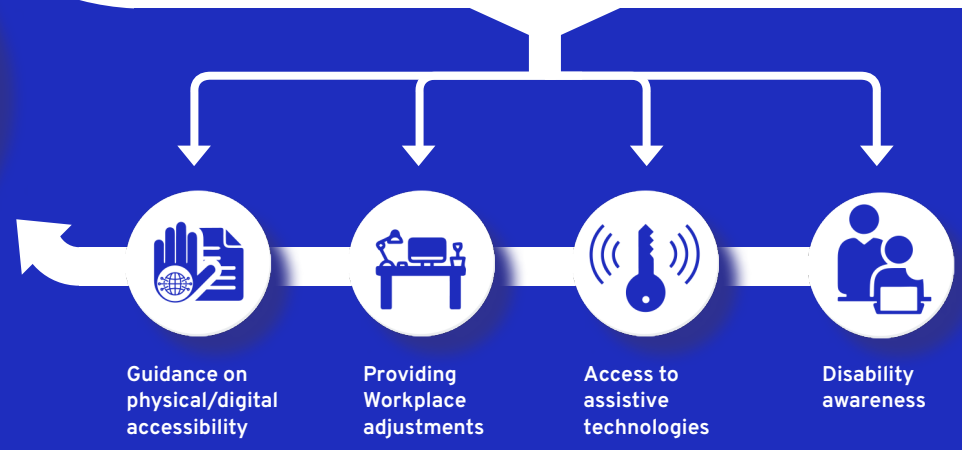 Guidance on
physical/digital
accessibility
Providing
Workplace
adjustments
Access to
assistive
technologies
Disability
awareness